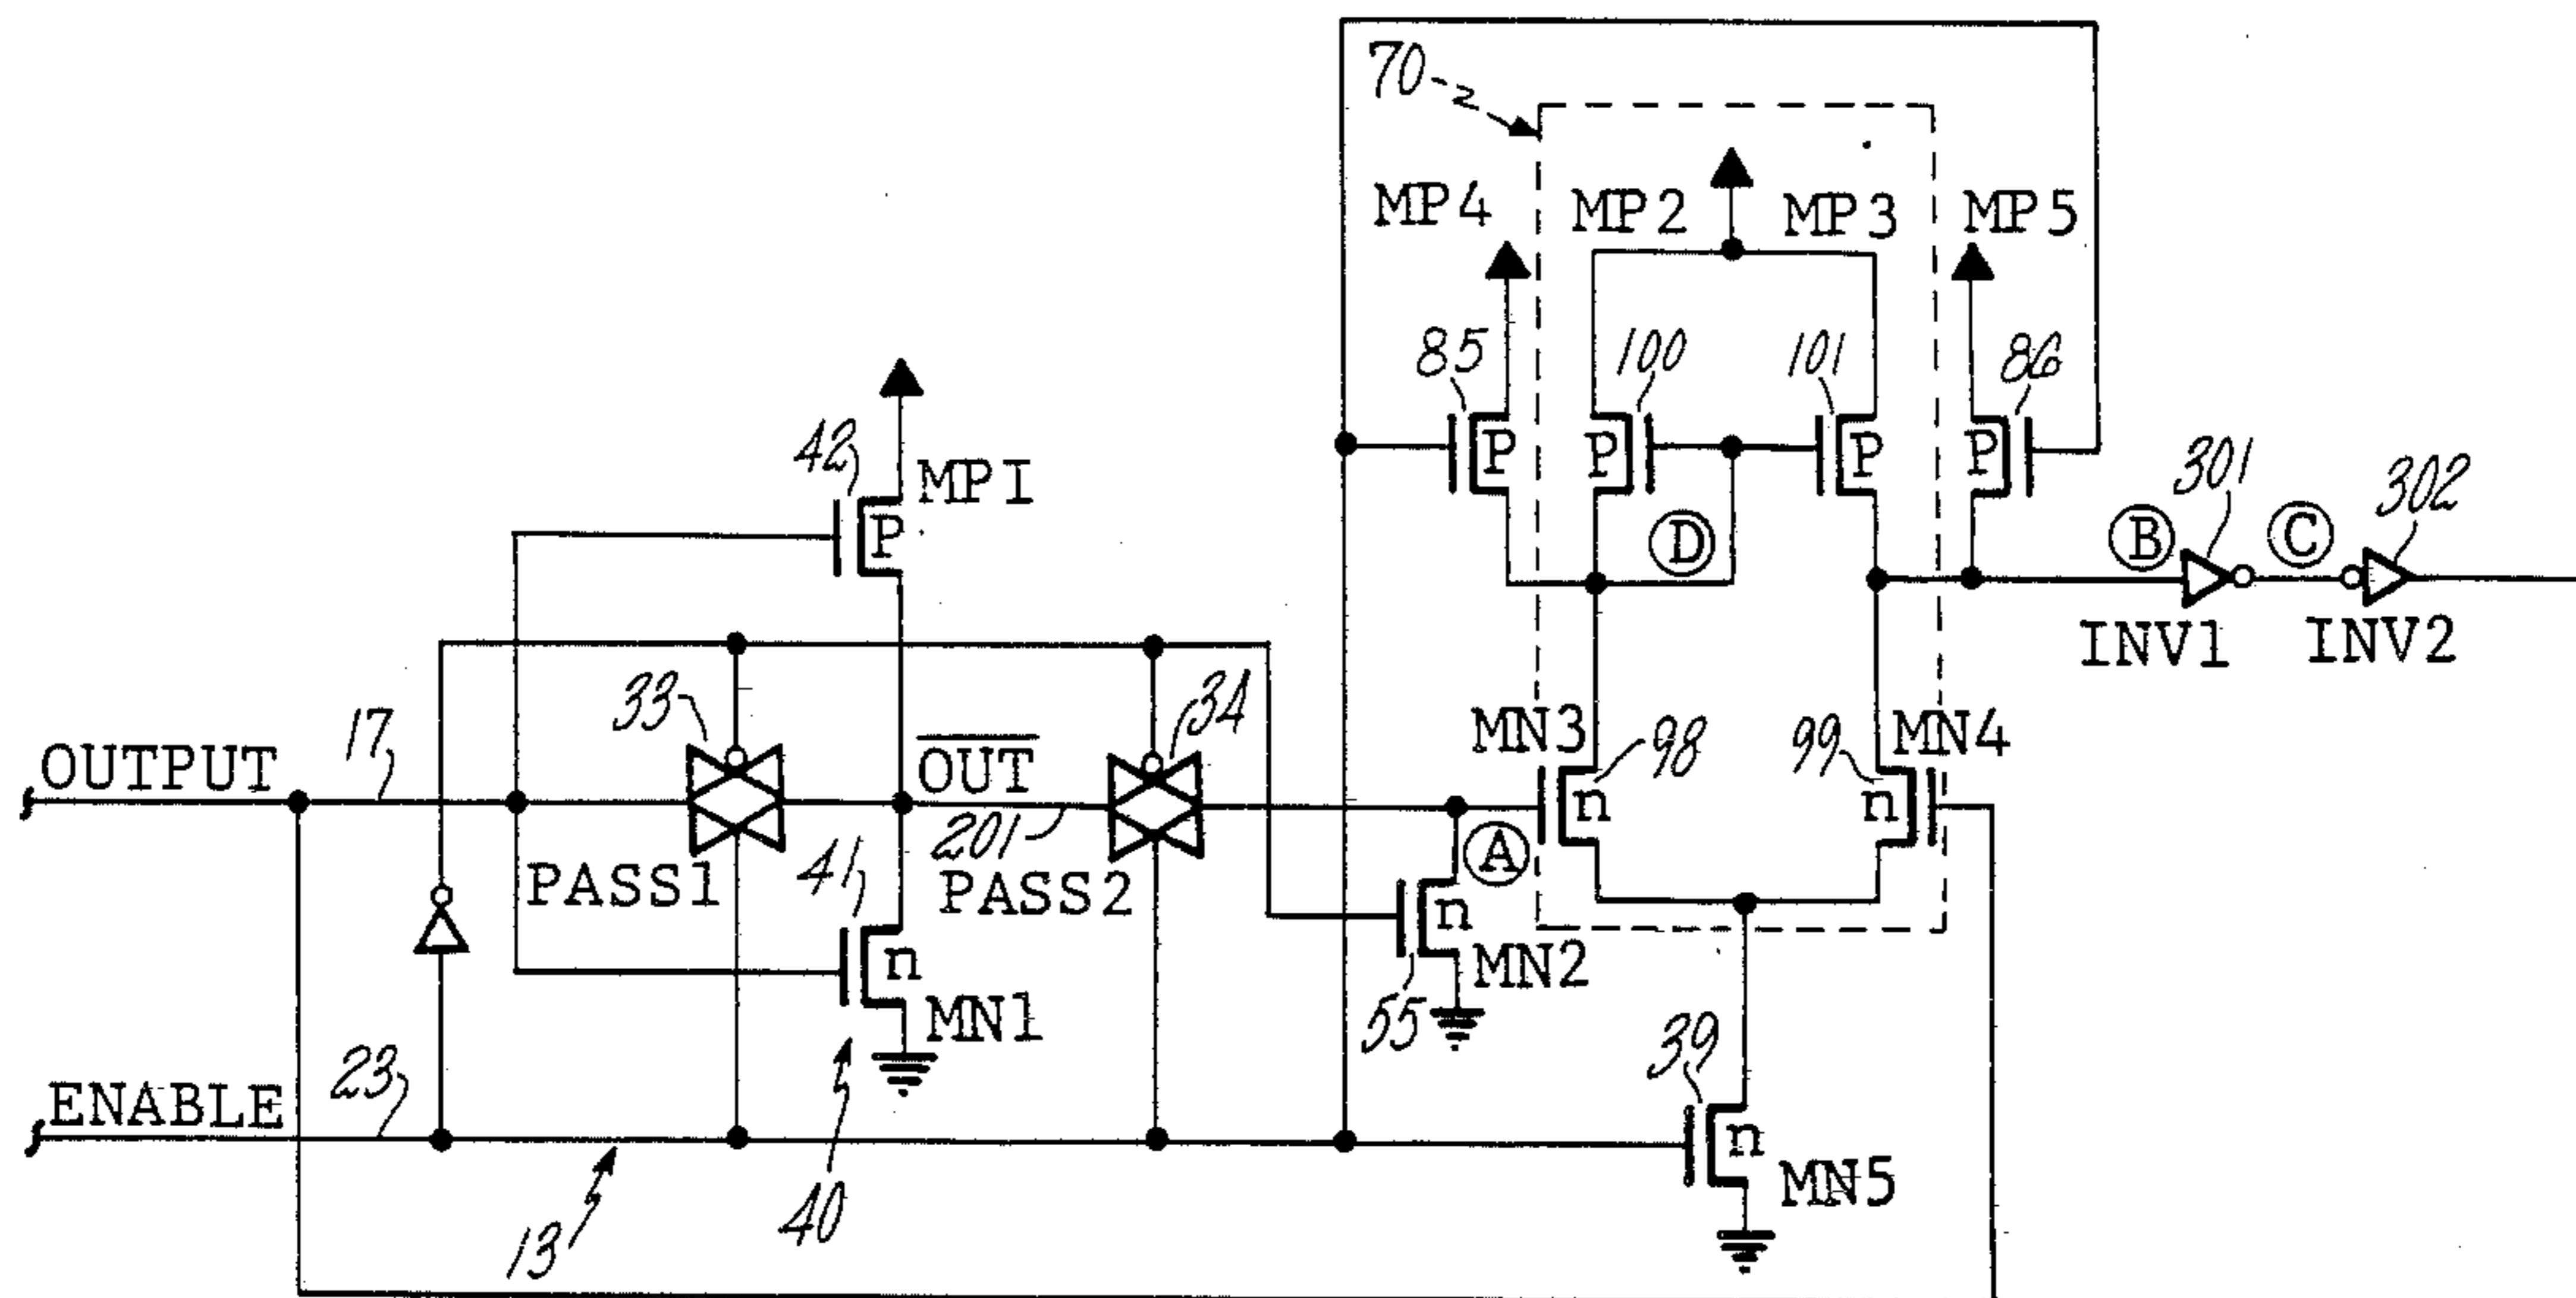 70
MP4 MP2 MP3 MP5
85 100 101 86
42 MP1
P P P P P
D B C
301 302
INV1 INV2
33 34
MN3 98 99 MN4
OUTPUT 17
OUT
n n
201
PASS1 41 PASS2 A
n n
MN1 55 MN2
39
ENABLE 23
n
MN5
13 40